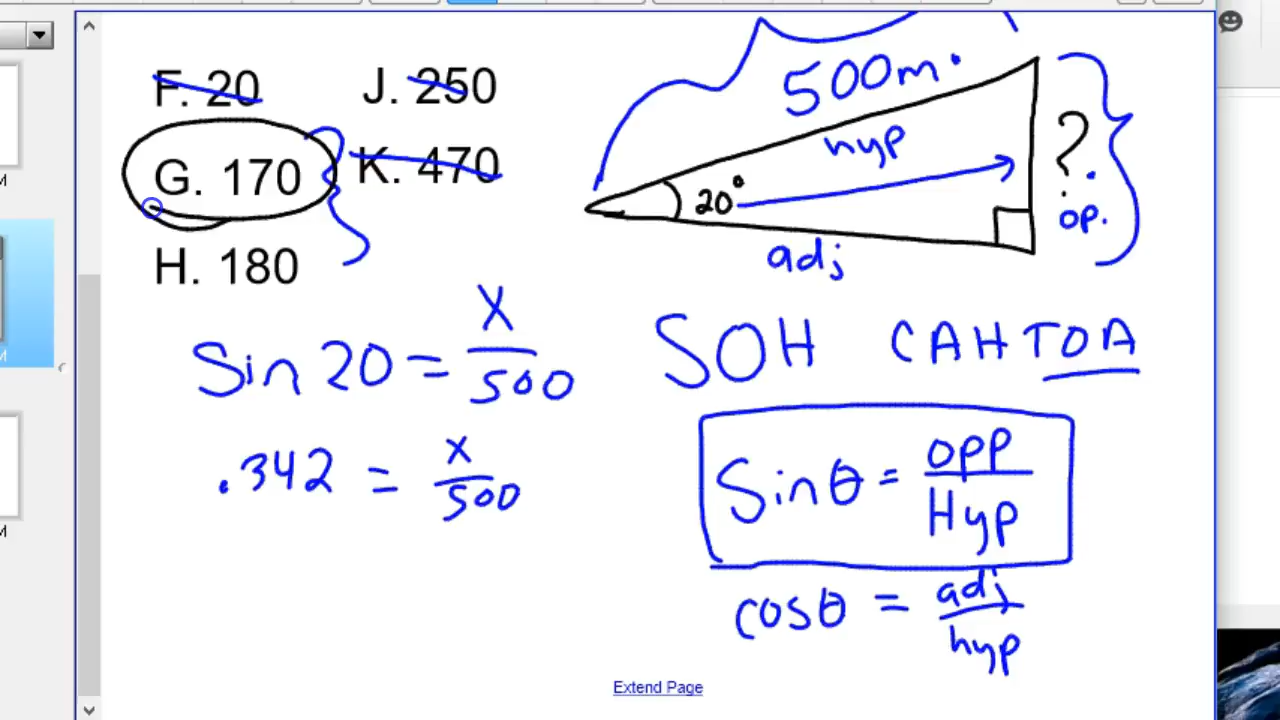 F. 20 J. 250
G. 170 K. 470
H. 180
500m.
hyp
20°
?
op.
adj
Sin 20 = X/500
SOH CAHTOA
.342 = x/500
Sinθ = opp/Hyp
cosθ = adj/hyp
Extend Page
M
M
M